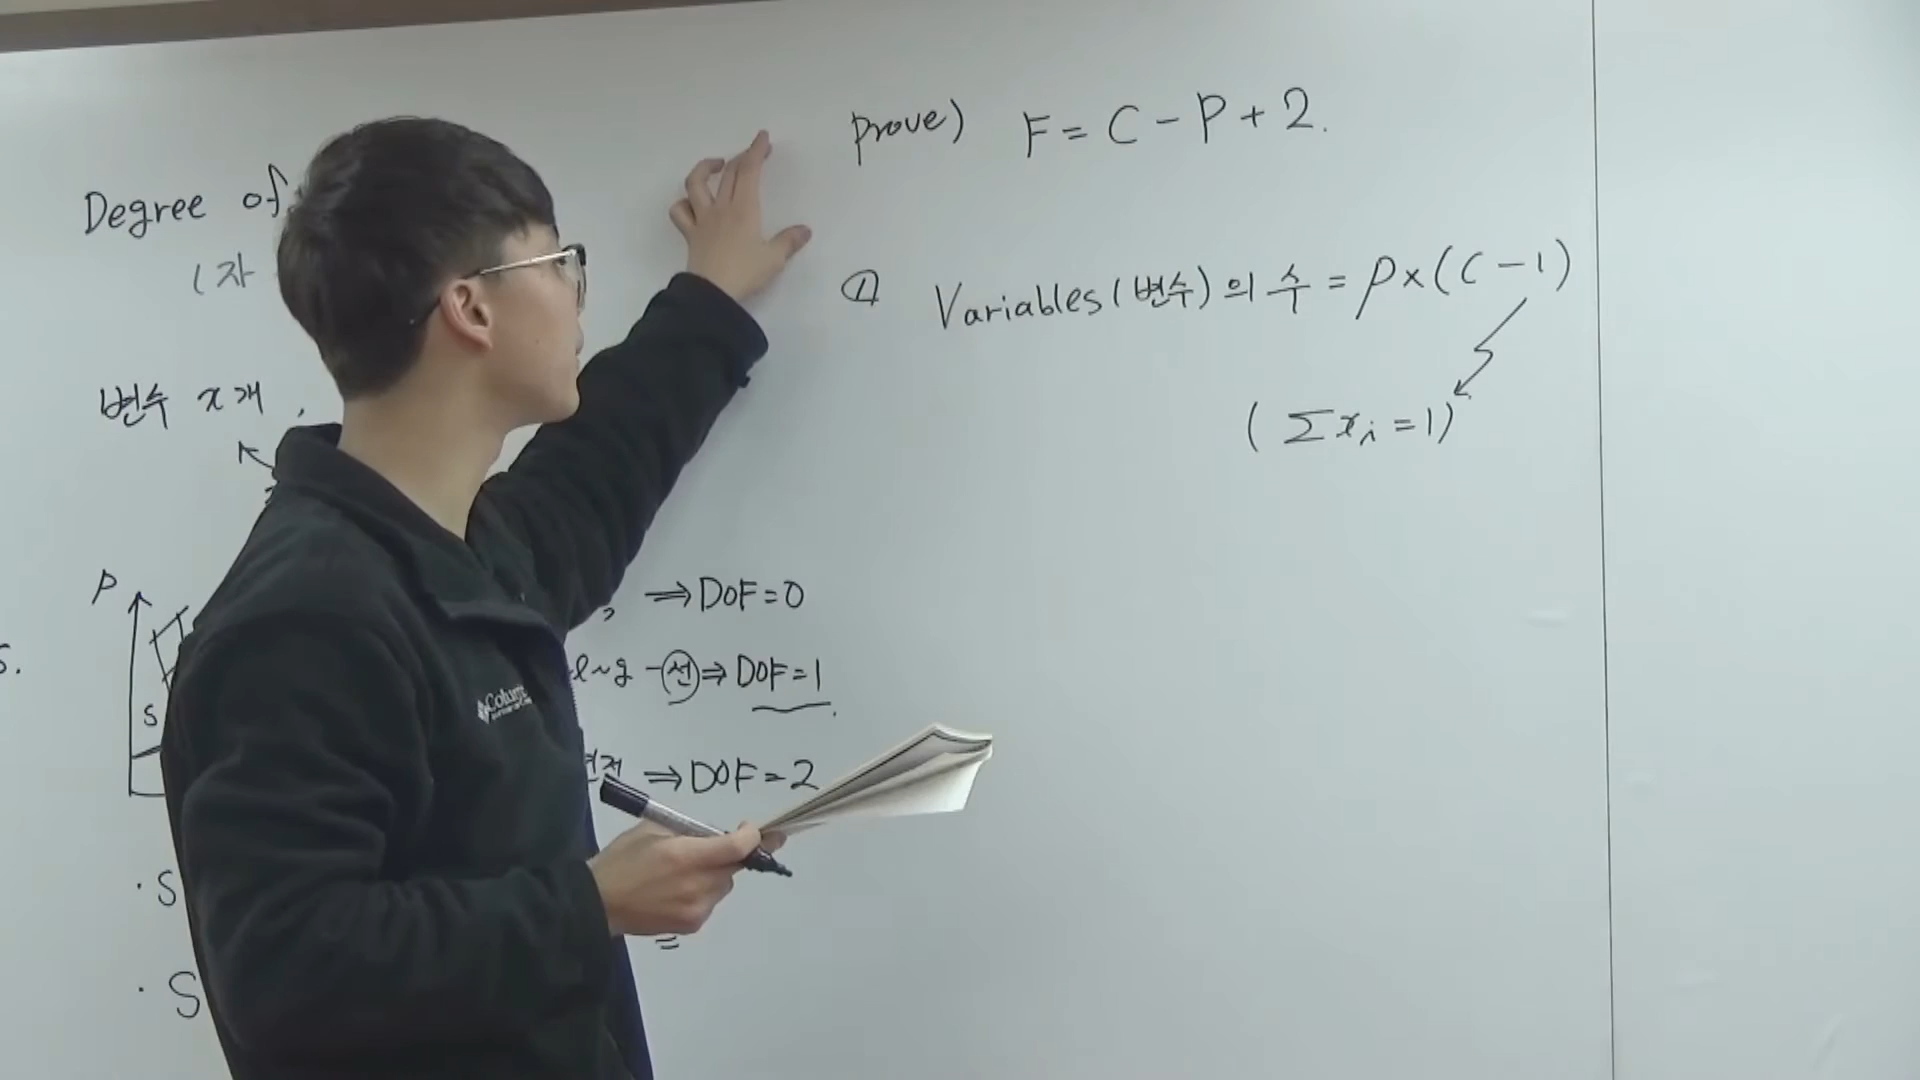 Degree of
(자
변수 x개,
P
S
⇒ DOF=0
l~g -선 ⇒ DOF=1
⇒ DOF=2
· S
· S
s.
Columbia
prove) F = C - P + 2.
① Variables (변수)의 수 = P×(C-1)
(Σxᵢ=1)